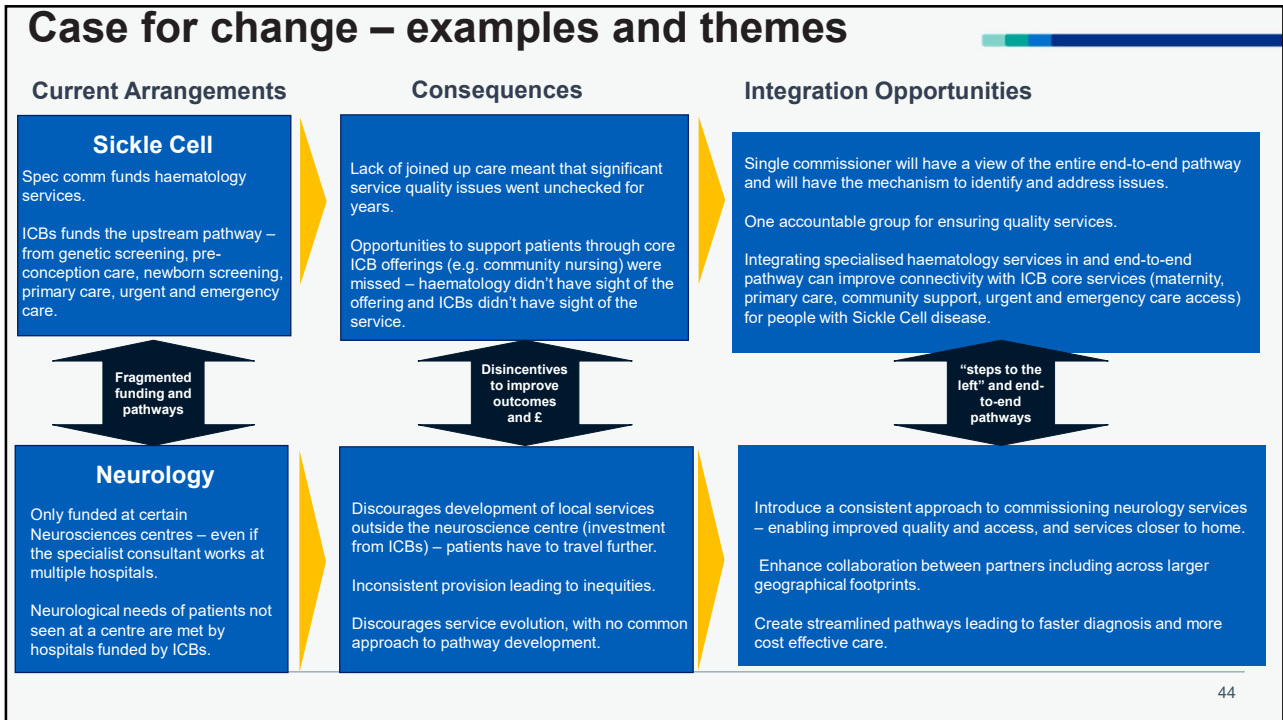 Case for change – examples and themes
Current Arrangements
Consequences
Integration Opportunities
Sickle Cell
Spec comm funds haematology
services.
ICBs funds the upstream pathway –
from genetic screening, pre-
conception care, newborn screening,
primary care, urgent and emergency
care.
Lack of joined up care meant that significant
service quality issues went unchecked for
years.
Opportunities to support patients through core
ICB offerings (e.g. community nursing) were
missed – haematology didn’t have sight of the
offering and ICBs didn’t have sight of the
service.
Single commissioner will have a view of the entire end-to-end pathway
and will have the mechanism to identify and address issues.
One accountable group for ensuring quality services.
Integrating specialised haematology services in and end-to-end
pathway can improve connectivity with ICB core services (maternity,
primary care, community support, urgent and emergency care access)
for people with Sickle Cell disease.
Fragmented
funding and
pathways
Disincentives
to improve
outcomes
and £
“steps to the
left” and end-
to-end
pathways
Neurology
Only funded at certain
Neurosciences centres – even if
the specialist consultant works at
multiple hospitals.
Neurological needs of patients not
seen at a centre are met by
hospitals funded by ICBs.
Discourages development of local services
outside the neuroscience centre (investment
from ICBs) – patients have to travel further.
Inconsistent provision leading to inequities.
Discourages service evolution, with no common
approach to pathway development.
Introduce a consistent approach to commissioning neurology services
– enabling improved quality and access, and services closer to home.
Enhance collaboration between partners including across larger
geographical footprints.
Create streamlined pathways leading to faster diagnosis and more
cost effective care.
44